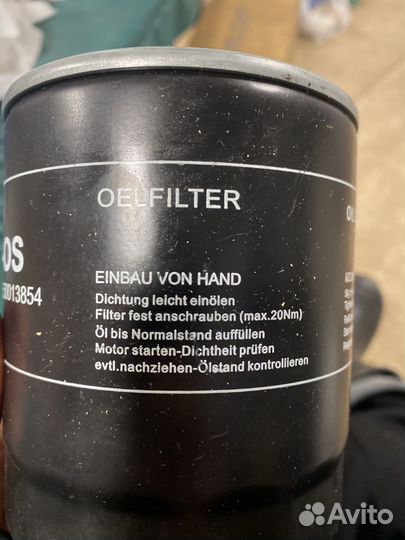 OELFILTER
OS
50013854
EINBAU VON HAND
Dichtung leicht einölen
Filter fest anschrauben (max.20Nm)
Öl bis Normalstand auffüllen
Motor starten-Dichtheit prüfen
evtl.nachziehen-Ölstand kontrollieren
Avito